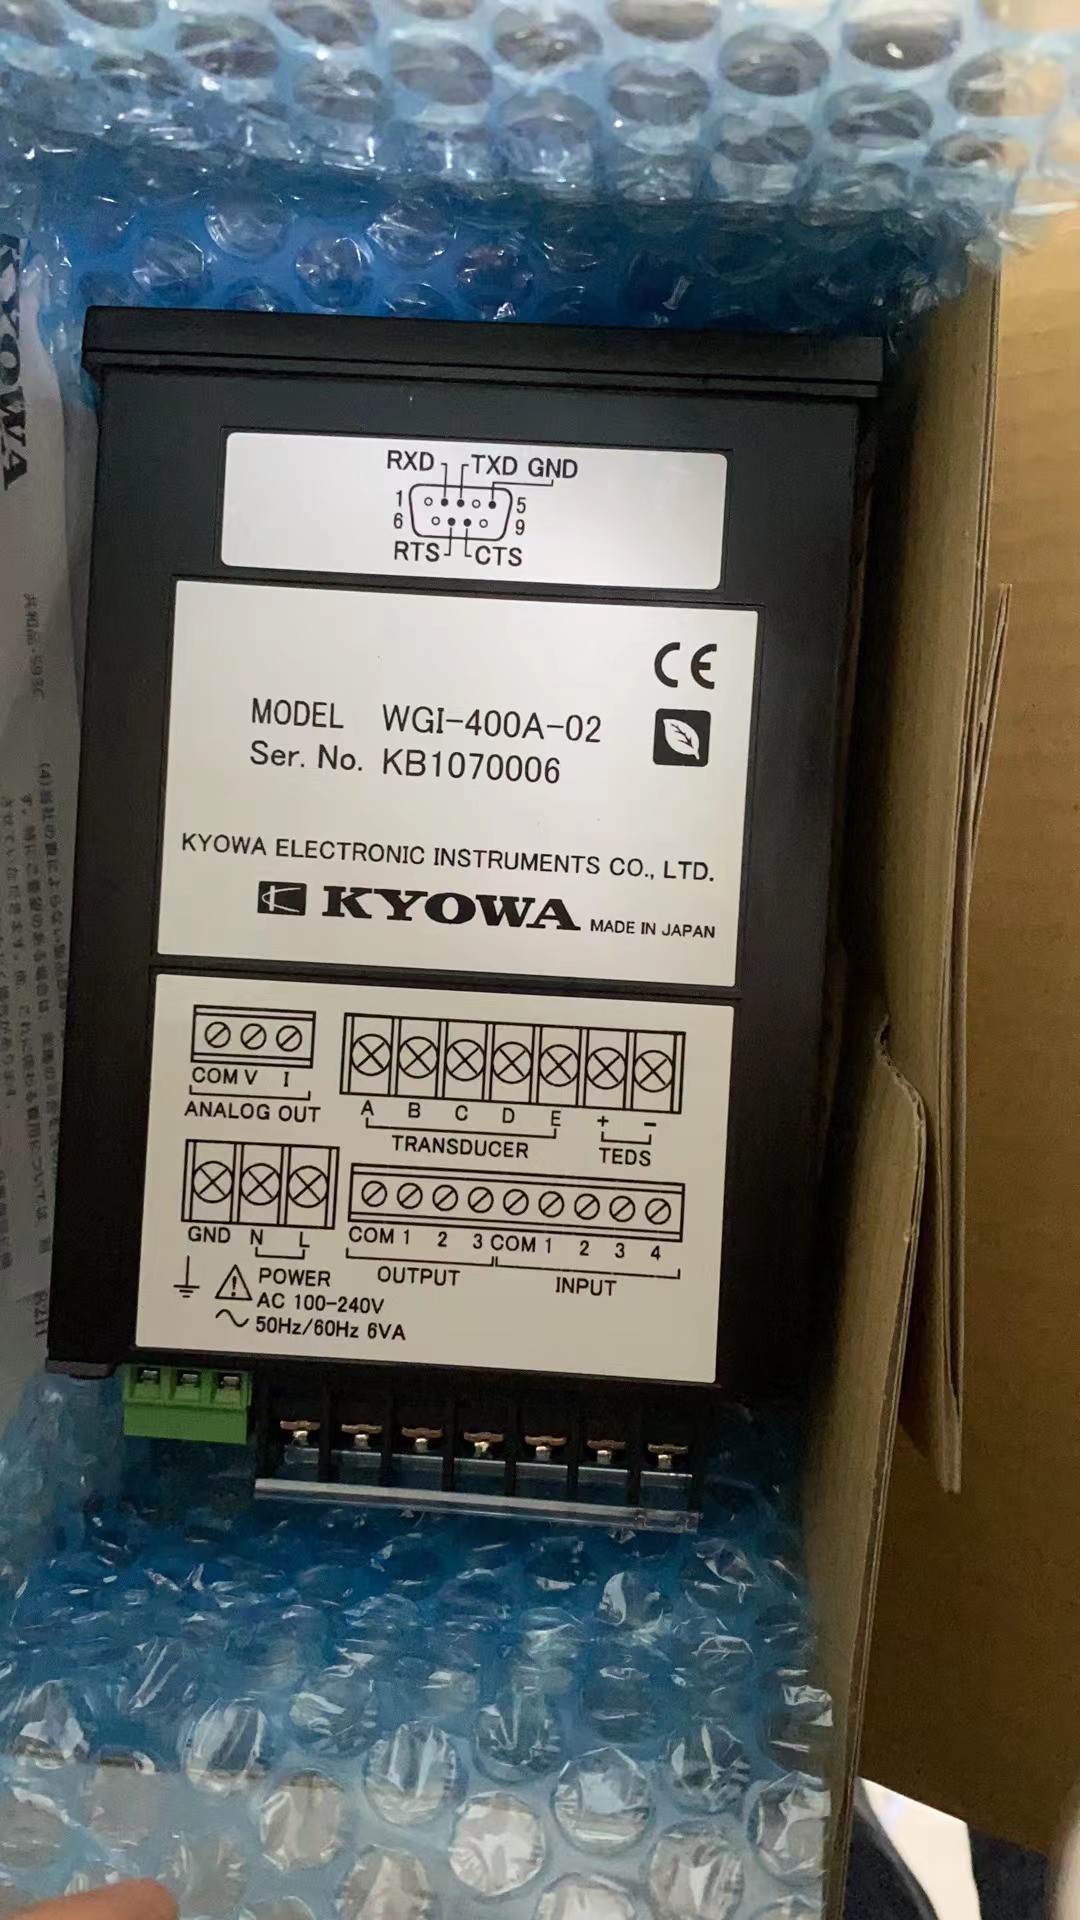 KYOWA
RXD TXD GND
1 5
6 9
RTS CTS
CE
MODEL WGI-400A-02
Ser. No. KB1070006
KYOWA ELECTRONIC INSTRUMENTS CO., LTD.
KYOWA MADE IN JAPAN
COM V I
ANALOG OUT
A B C D E + -
TRANSDUCER TEDS
GND N L
COM 1 2 3 COM 1 2 3 4
OUTPUT INPUT
POWER
AC 100-240V
50Hz/60Hz 6VA